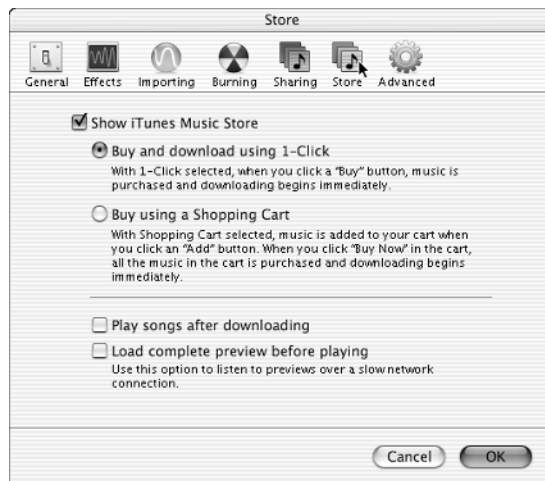 Store
General Effects Importing Burning Sharing Store Advanced
Show iTunes Music Store
Buy and download using 1-Click
With 1-Click selected, when you click a "Buy" button, music is
purchased and downloading begins immediately.
Buy using a Shopping Cart
With Shopping Cart selected, music is added to your cart when
you click an "Add" button. When you click "Buy Now" in the cart,
all the music in the cart is purchased and downloading begins
immediately.
Play songs after downloading
Load complete preview before playing
Use this option to listen to previews over a slow network
connection.
Cancel OK